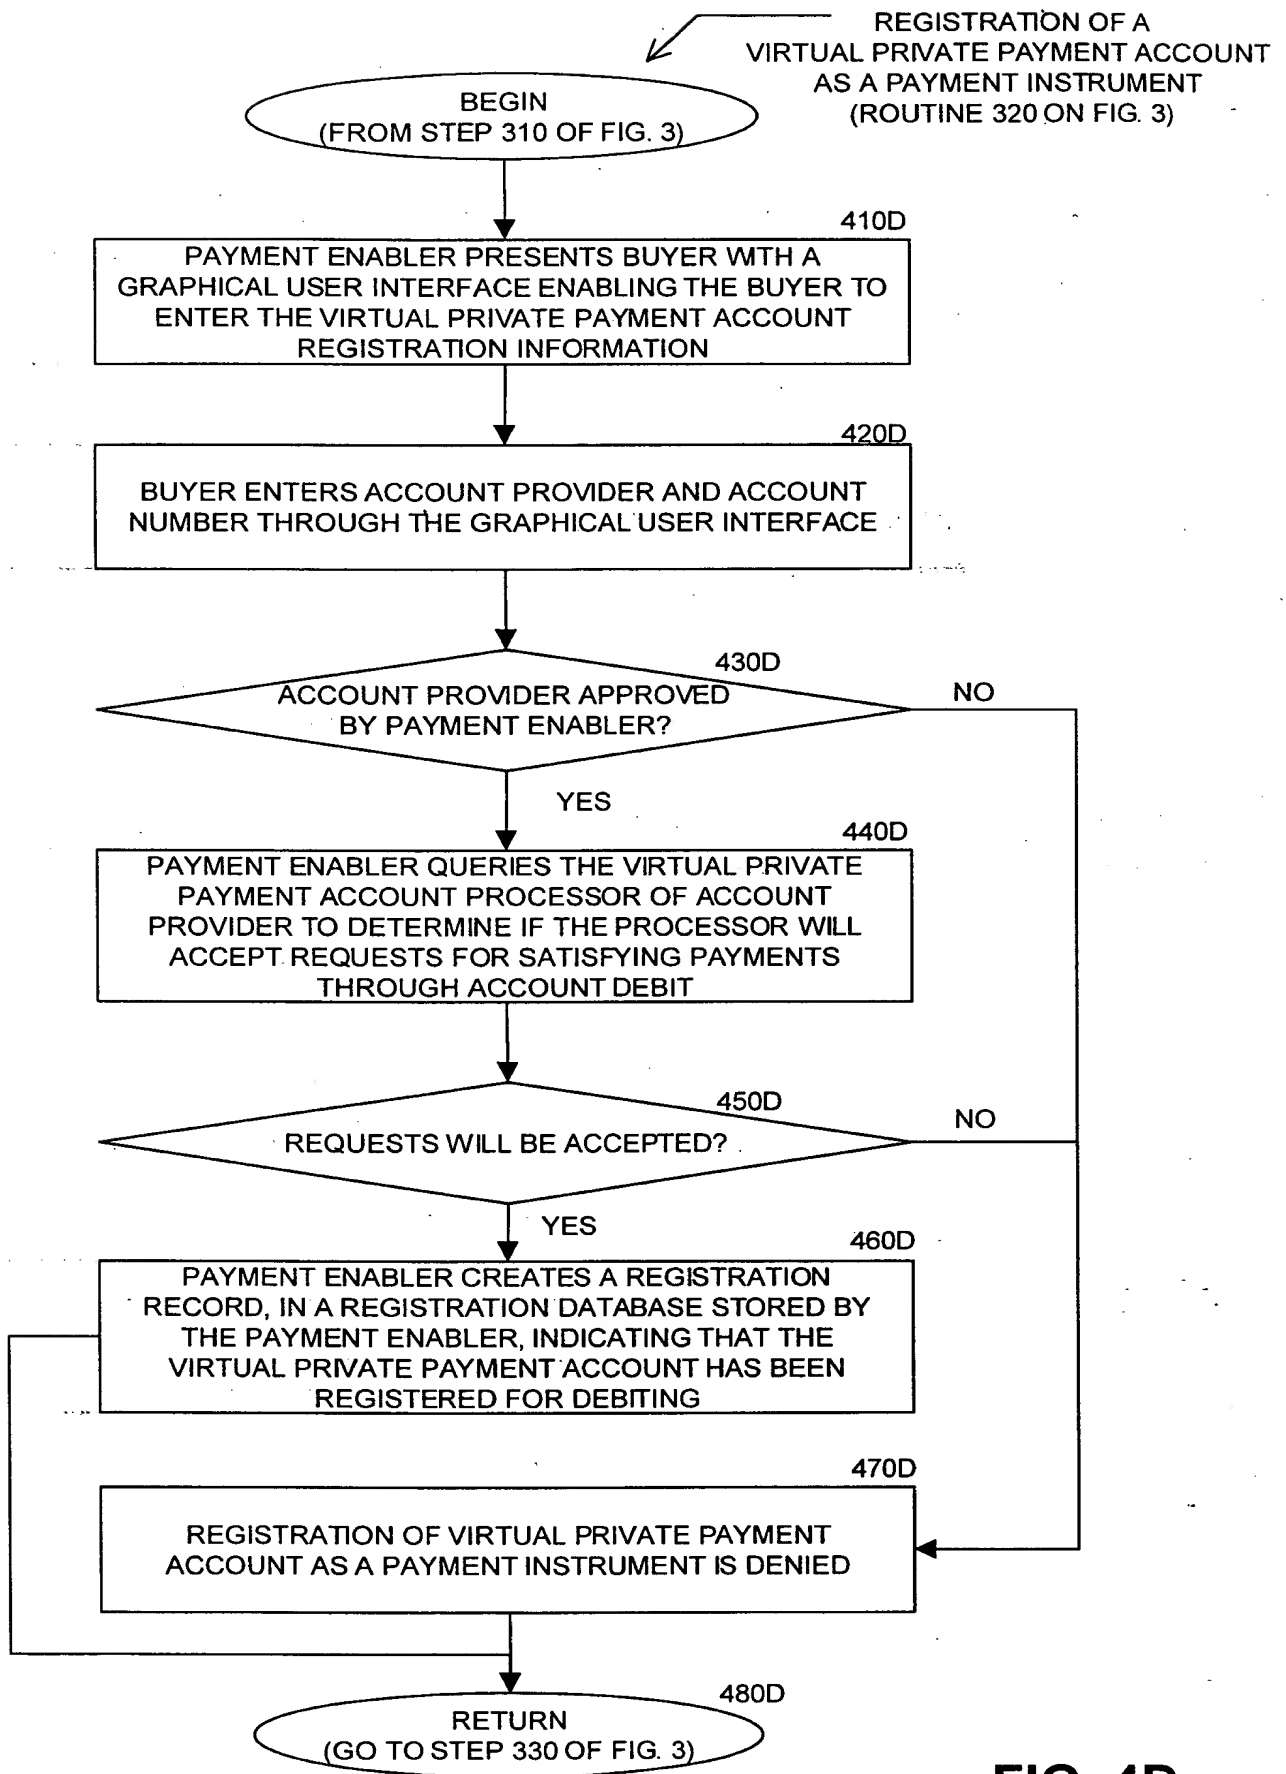 REGISTRATION OF A
VIRTUAL PRIVATE PAYMENT ACCOUNT
AS A PAYMENT INSTRUMENT
(ROUTINE 320 ON FIG. 3)
BEGIN
(FROM STEP 310 OF FIG. 3)
410D
PAYMENT ENABLER PRESENTS BUYER WITH A
GRAPHICAL USER INTERFACE ENABLING THE BUYER TO
ENTER THE VIRTUAL PRIVATE PAYMENT ACCOUNT
REGISTRATION INFORMATION
420D
BUYER ENTERS ACCOUNT PROVIDER AND ACCOUNT
NUMBER THROUGH THE GRAPHICAL USER INTERFACE
430D
ACCOUNT PROVIDER APPROVED
BY PAYMENT ENABLER?
NO
YES
440D
PAYMENT ENABLER QUERIES THE VIRTUAL PRIVATE
PAYMENT ACCOUNT PROCESSOR OF ACCOUNT
PROVIDER TO DETERMINE IF THE PROCESSOR WILL
ACCEPT REQUESTS FOR SATISFYING PAYMENTS
THROUGH ACCOUNT DEBIT
450D
REQUESTS WILL BE ACCEPTED?
NO
YES
460D
PAYMENT ENABLER CREATES A REGISTRATION
RECORD, IN A REGISTRATION DATABASE STORED BY
THE PAYMENT ENABLER, INDICATING THAT THE
VIRTUAL PRIVATE PAYMENT ACCOUNT HAS BEEN
REGISTERED FOR DEBITING
470D
REGISTRATION OF VIRTUAL PRIVATE PAYMENT
ACCOUNT AS A PAYMENT INSTRUMENT IS DENIED
480D
RETURN
(GO TO STEP 330 OF FIG. 3)
FIG. 4D